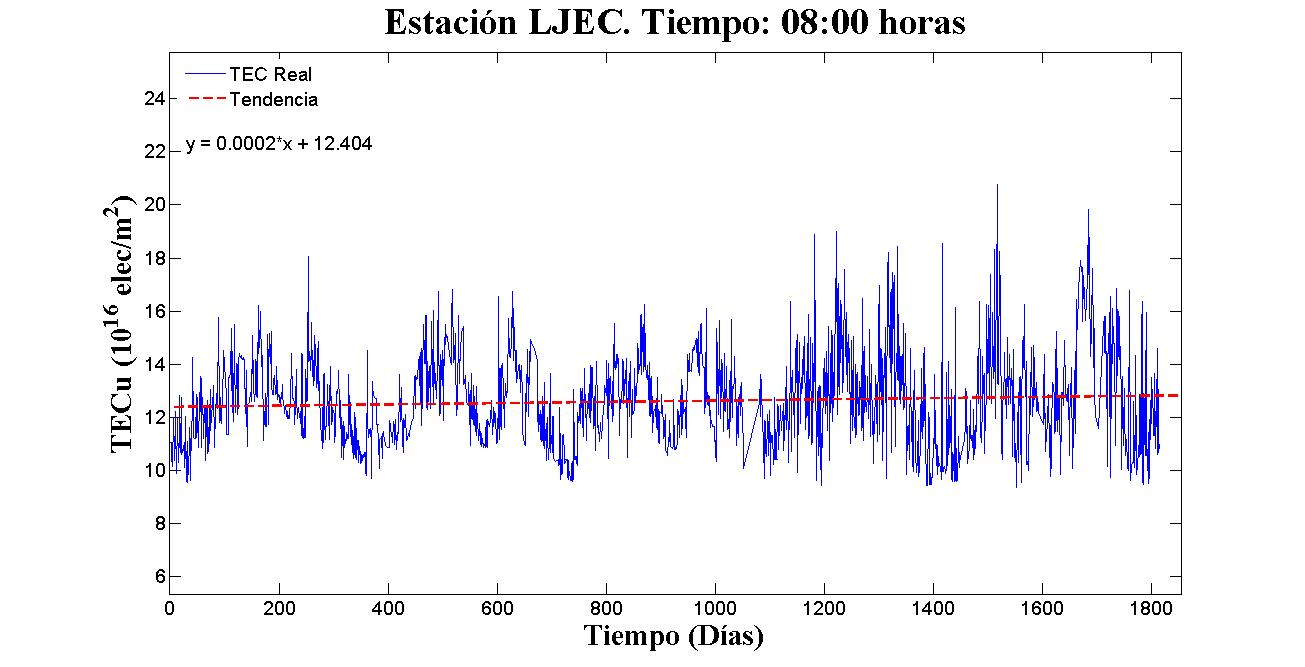 Estación LJEC. Tiempo: 08:00 horas
TEC Real
Tendencia
y = 0.0002*x + 12.404
TECu (10^16 elec/m^2)
24
22
20
18
16
14
12
10
8
6
0 200 400 600 800 1000 1200 1400 1600 1800
Tiempo (Días)